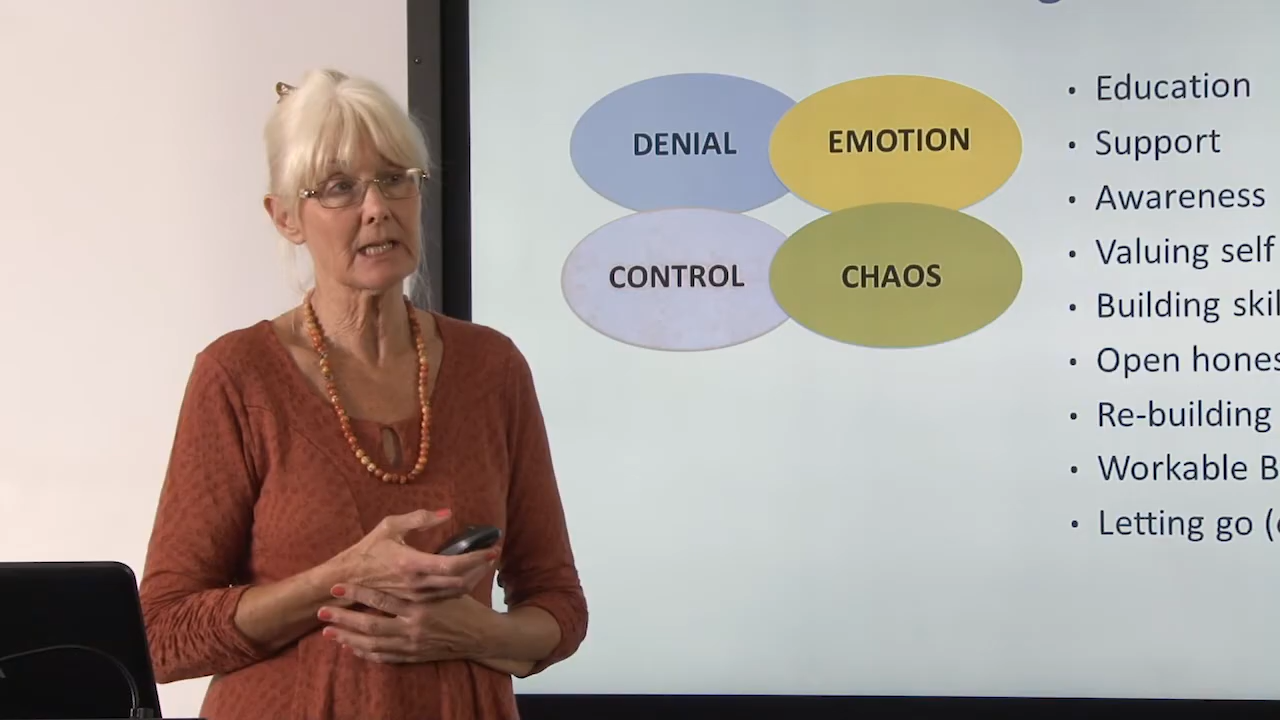 DENIAL
EMOTION
CONTROL
CHAOS
• Education
• Support
• Awareness
• Valuing self
• Building
• Open
• Re-building
• Workable
• Letting go